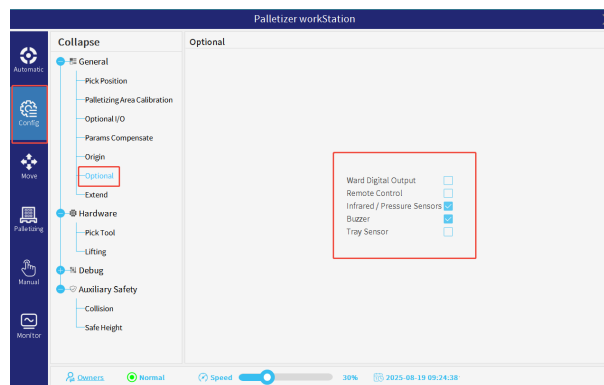 Palletizer workStation
Automatic
Config
Move
Palletizing
Manual
Monitor
Collapse
General
Pick Position
Palletizing Area Calibration
Optional I/O
Params Compensate
Origin
Optional
Extend
Hardware
Pick Tool
Lifting
Debug
Auxiliary Safety
Collision
Safe Height
Optional
Ward Digital Output
Remote Control
Infrared / Pressure Sensors
Buzzer
Tray Sensor
Owners Normal Speed 30% 2025-08-19 09:24:38